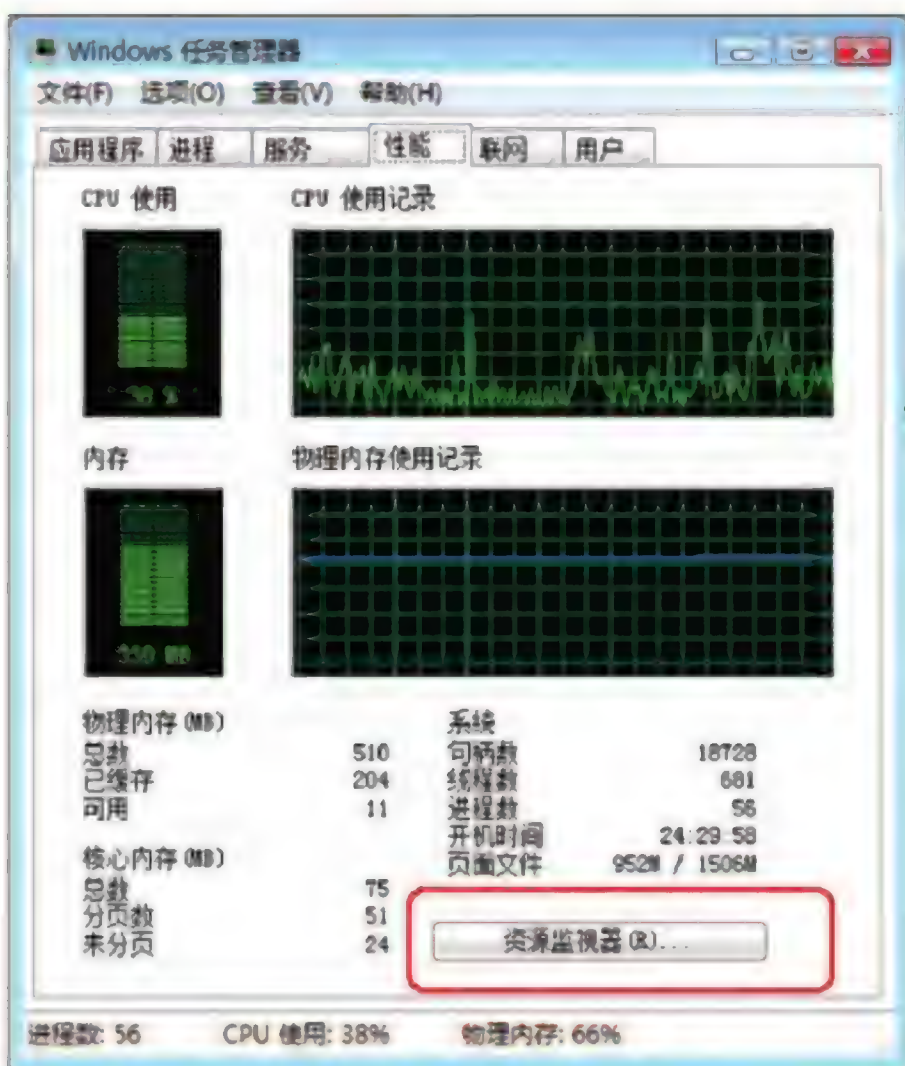 Windows 任务管理器
文件(F) 选项(O) 查看(V) 帮助(H)
应用程序 进程 服务 性能 联网 用户
CPU 使用 CPU 使用记录
内存 物理内存使用记录
物理内存(MB) 系统
总数 510 句柄数 18728
已缓存 204 线程数 681
可用 11 进程数 56
开机时间 24:29:58
核心内存(MB) 页面文件 952M / 1506M
总数 75
分页数 51
未分页 24 资源监视器(R)...
进程数: 56 CPU 使用: 38% 物理内存: 66%